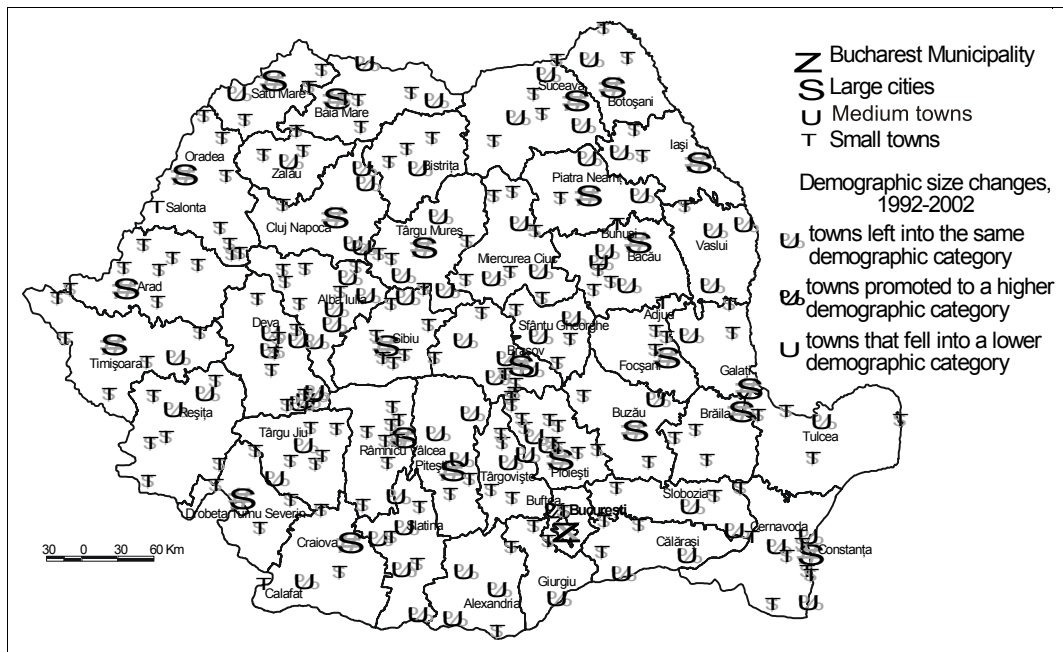 Bucharest Municipality
Large cities
Medium towns
Small towns
Demographic size changes,
1992-2002
towns left into the same
demographic category
towns promoted to a higher
demographic category
towns that fell into a lower
demographic category
Satu Mare
Baia Mare
Suceava
Botoşani
Oradea
Zalău
Bistriţa
Iaşi
Piatra Neamţ
Salonta
Cluj Napoca
Târgu Mureş
Buhuşi
Bacău
Vaslui
Miercurea Ciuc
Arad
Alba Iulia
Deva
Sibiu
Sfântu Gheorghe
Braşov
Adjud
Focşani
Timişoara
Galaţi
Reşiţa
Buzău
Brăila
Tulcea
Târgu Jiu
Râmnicu Vâlcea
Piteşti
Târgovişte
Ploieşti
Drobeta Turnu Severin
Buftea
Bucureşti
Slobozia
Cernavoda
Constanţa
Craiova
Slatina
Călăraşi
Calafat
Alexandria
Giurgiu
30 0 30 60 Km